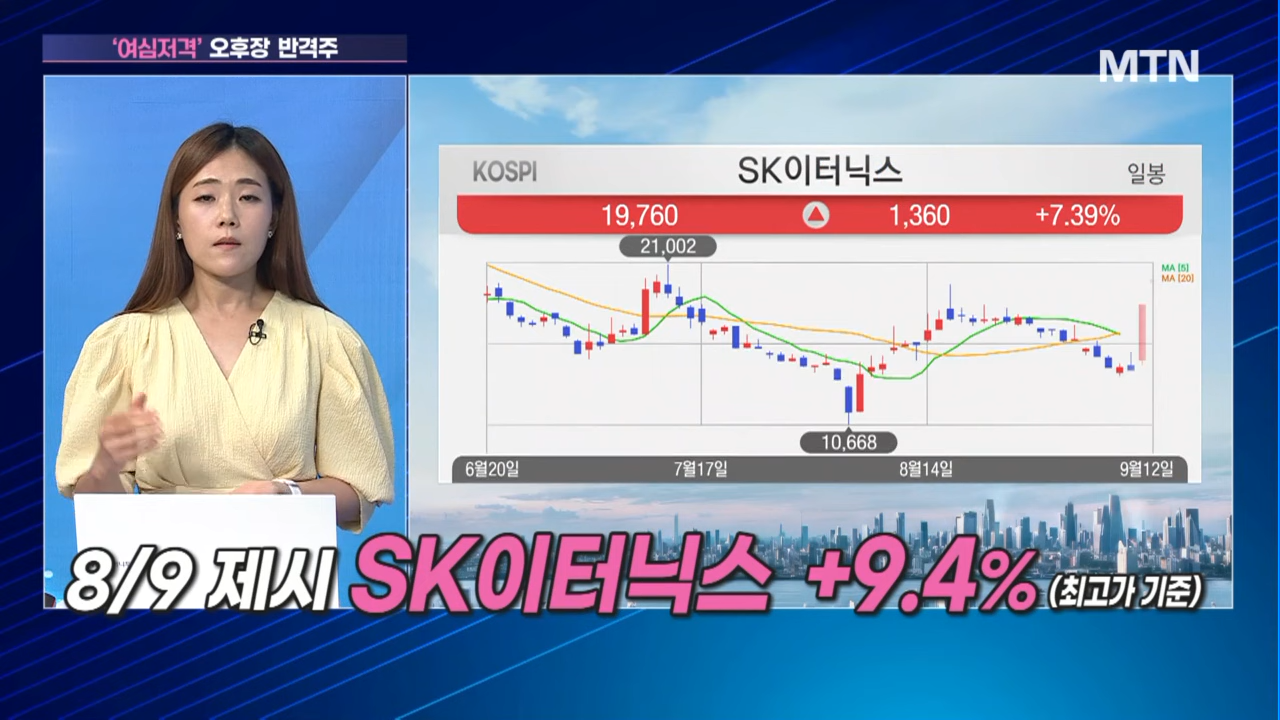 '여심저격' 오후장 반격주
MTN
KOSPI SK이터닉스 일봉
19,760 1,360 +7.39%
21,002
MA [5]
MA [20]
10,668
6월20일 7월17일 8월14일 9월12일
8/9 제시 SK이터닉스 +9.4% (최고가 기준)